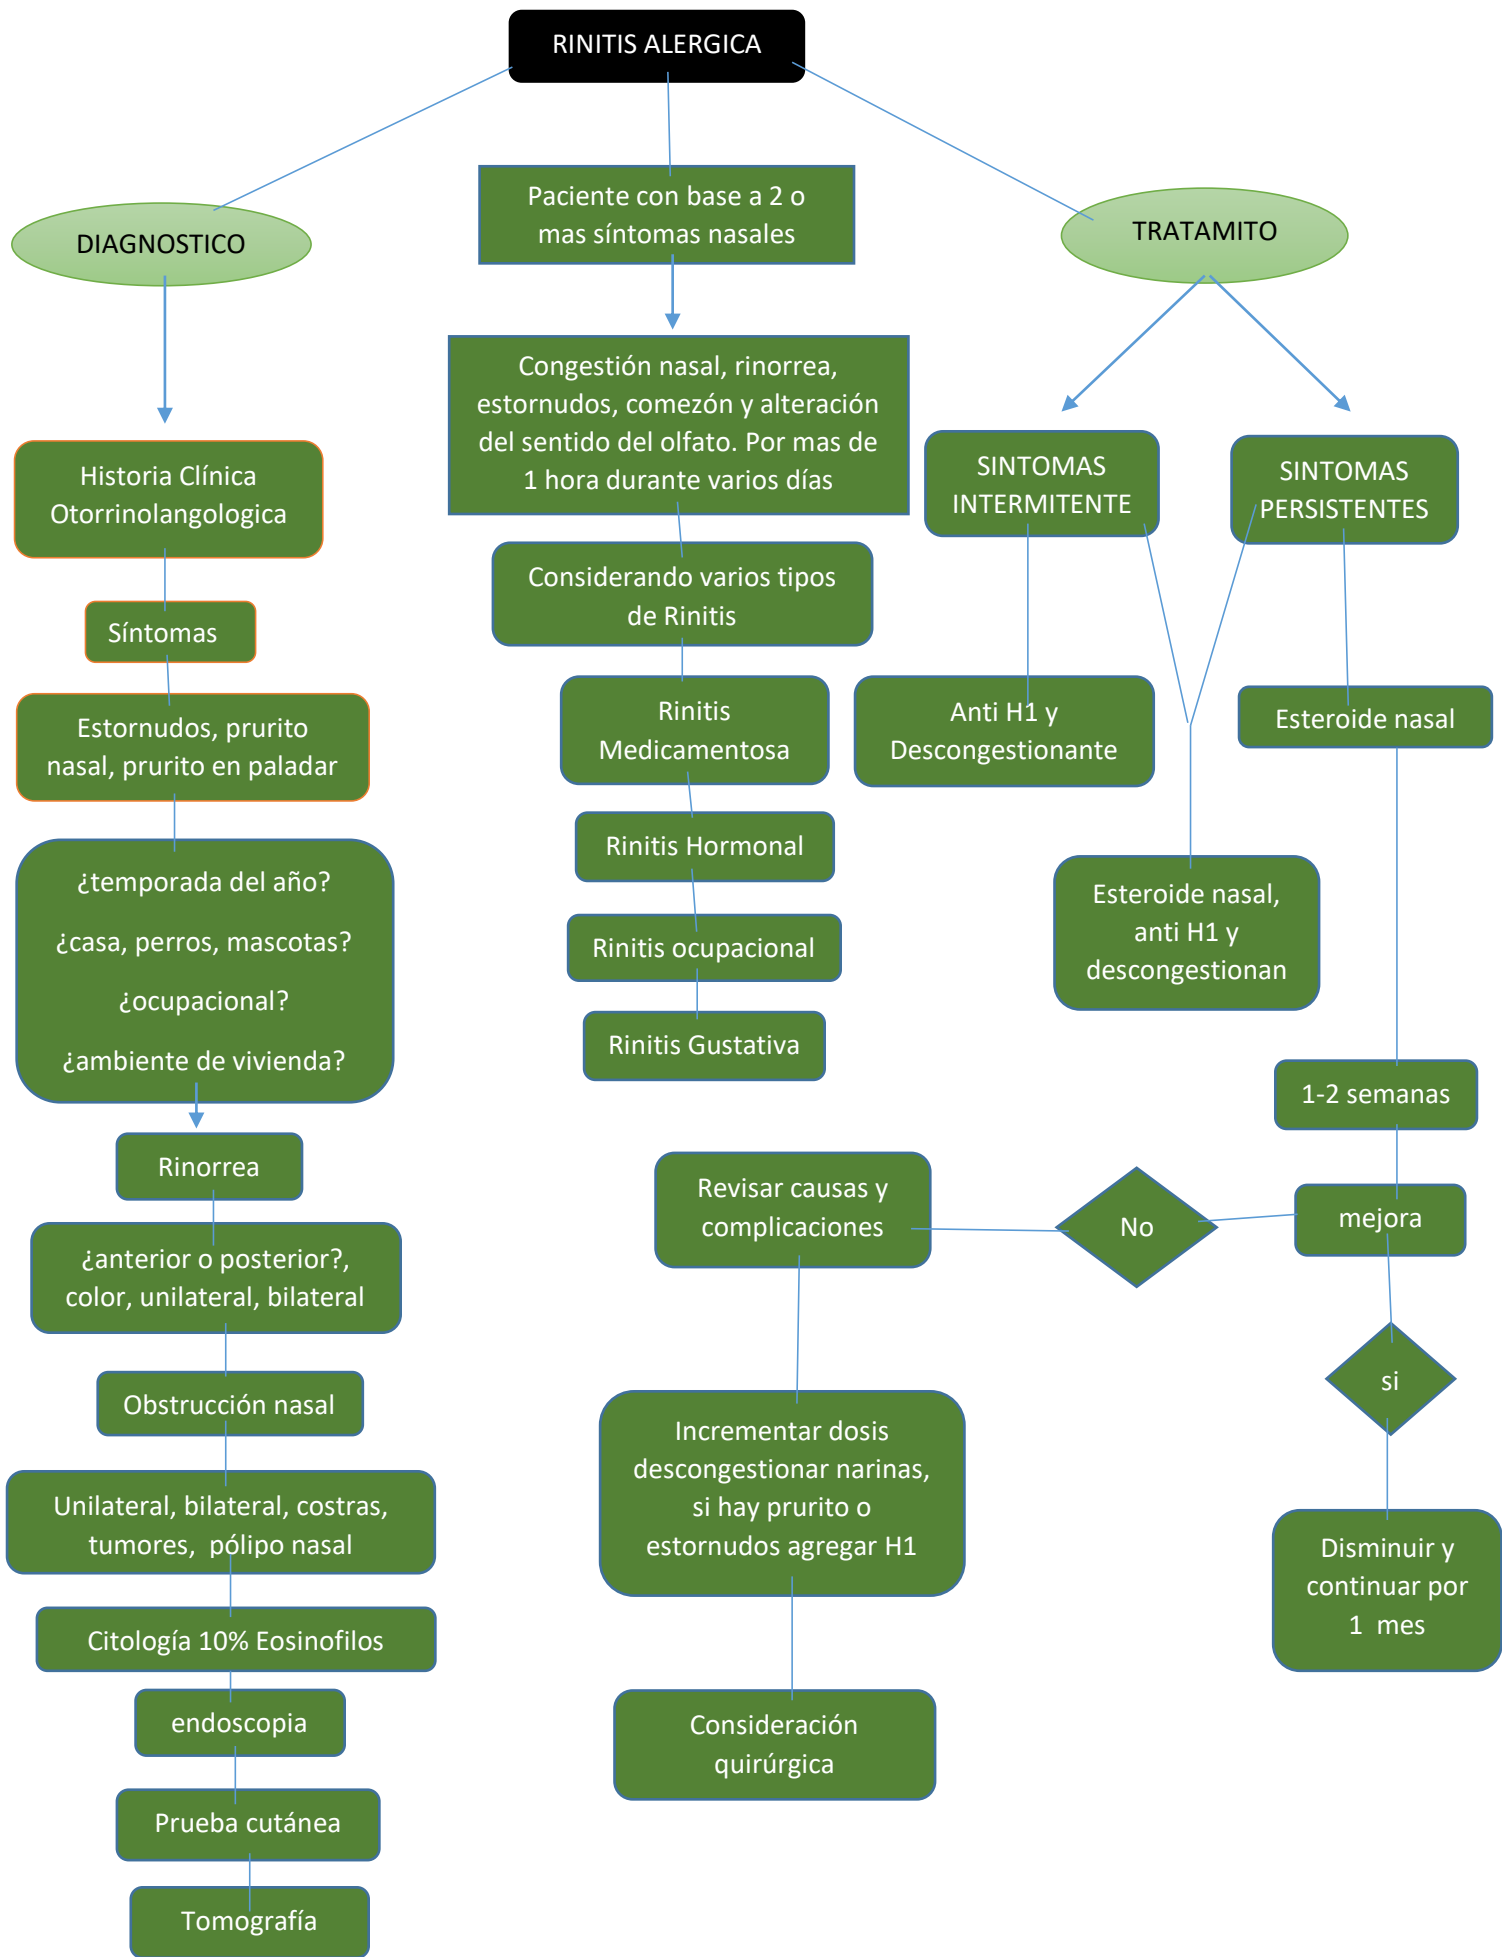 RINITIS ALERGICA
DIAGNOSTICO
Historia Clínica
Otorrinolangologica
Síntomas
Estornudos, prurito
nasal, prurito en paladar
¿temporada del año?
¿casa, perros, mascotas?
¿ocupacional?
¿ambiente de vivienda?
Rinorrea
¿anterior o posterior?,
color, unilateral, bilateral
Obstrucción nasal
Unilateral, bilateral, costras,
tumores, pólipo nasal
Citología 10% Eosinofilos
endoscopia
Prueba cutánea
Tomografía
Paciente con base a 2 o
mas síntomas nasales
Congestión nasal, rinorrea,
estornudos, comezón y alteración
del sentido del olfato. Por mas de
1 hora durante varios días
Considerando varios tipos
de Rinitis
Rinitis
Medicamentosa
Rinitis Hormonal
Rinitis ocupacional
Rinitis Gustativa
TRATAMITO
SINTOMAS
INTERMITENTE
Anti H1 y
Descongestionante
SINTOMAS
PERSISTENTES
Esteroide nasal
Esteroide nasal,
anti H1 y
descongestionan
1-2 semanas
mejora
No
Revisar causas y
complicaciones
Incrementar dosis
descongestionar narinas,
si hay prurito o
estornudos agregar H1
Consideración
quirúrgica
si
Disminuir y
continuar por
1 mes